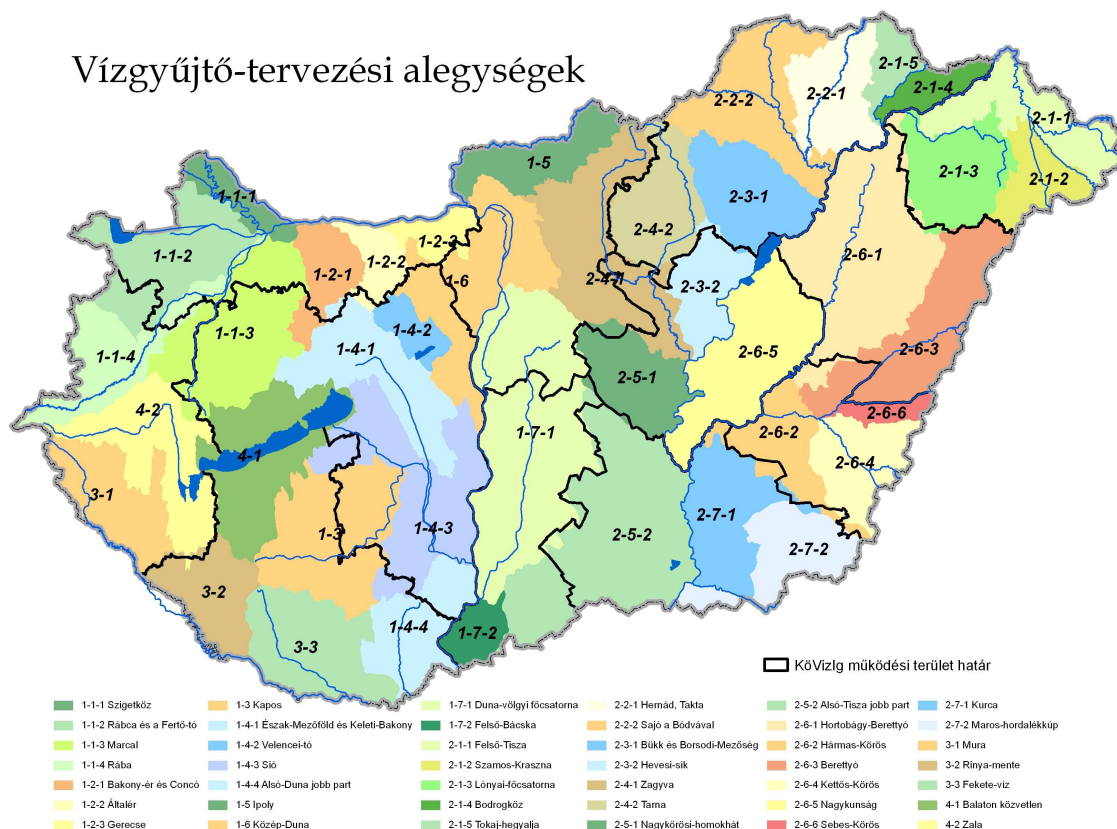 Vízgyűjtő-tervezési alegységek
2-1-5
2-1-4
2-2-1
2-2-2
2-1-1
1-5
2-1-3
2-1-2
1-1-1
2-3-1
2-4-2
1-1-2
1-2-3
1-2-2
1-2-1
1-6
2-6-1
2-4-1
2-3-2
1-1-3
1-4-2
1-4-1
1-1-4
2-6-3
2-6-5
2-5-1
4-2
2-6-6
1-7-1
2-6-2
4-1
2-6-4
3-1
2-7-1
1-3
1-4-3
2-5-2
2-7-2
3-2
1-4-4
1-7-2
3-3
KöVizIg működési terület határ
1-1-1 Szigetköz
1-1-2 Rábca és a Fertő-tó
1-1-3 Marcal
1-1-4 Rába
1-2-1 Bakony-ér és Concó
1-2-2 Általér
1-2-3 Gerecse
1-3 Kapos
1-4-1 Észak-Mezőföld és Keleti-Bakony
1-4-2 Velencei-tó
1-4-3 Sió
1-4-4 Alsó-Duna jobb part
1-5 Ipoly
1-6 Közép-Duna
1-7-1 Duna-völgyi főcsatorna
1-7-2 Felső-Bácska
2-1-1 Felső-Tisza
2-1-2 Szamos-Kraszna
2-1-3 Lónyai-főcsatorna
2-1-4 Bodrogköz
2-1-5 Tokaj-hegyalja
2-2-1 Hernád, Takta
2-2-2 Sajó a Bódvával
2-3-1 Bükk és Borsodi-Mezőség
2-3-2 Hevesi-sík
2-4-1 Zagyva
2-4-2 Tarna
2-5-1 Nagykőrösi-homokhát
2-5-2 Alsó-Tisza jobb part
2-6-1 Hortobágy-Berettyó
2-6-2 Hármas-Körös
2-6-3 Berettyó
2-6-4 Kettős-Körös
2-6-5 Nagykunság
2-6-6 Sebes-Körös
2-7-1 Kurca
2-7-2 Maros-hordalékkúp
3-1 Mura
3-2 Rinya-mente
3-3 Fekete-víz
4-1 Balaton közvetlen
4-2 Zala